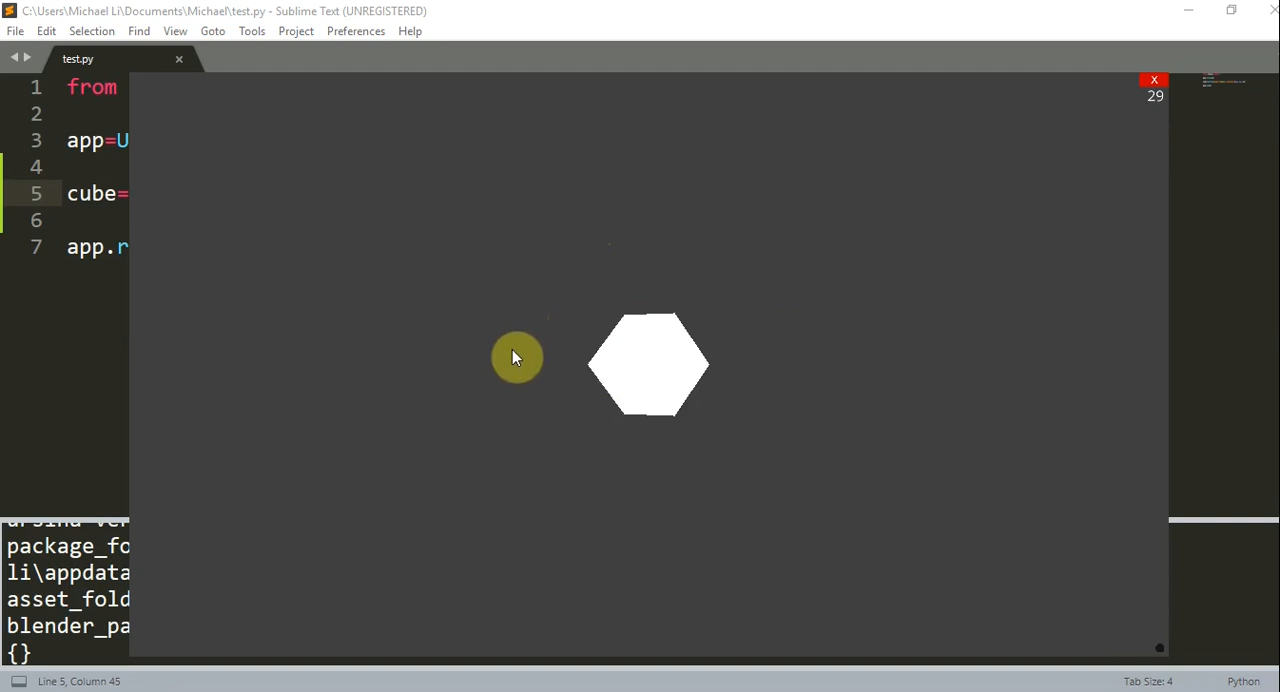 C:\Users\Michael Li\Documents\Michael\test.py - Sublime Text (UNREGISTERED)
File Edit Selection Find View Goto Tools Project Preferences Help
test.py
X
29
1 from
2
3 app=U
4
5 cube=
6
7 app.r
package_fo
li\appdata
asset_fold
blender_pa
{}
Line 5, Column 45
Tab Size: 4
Python